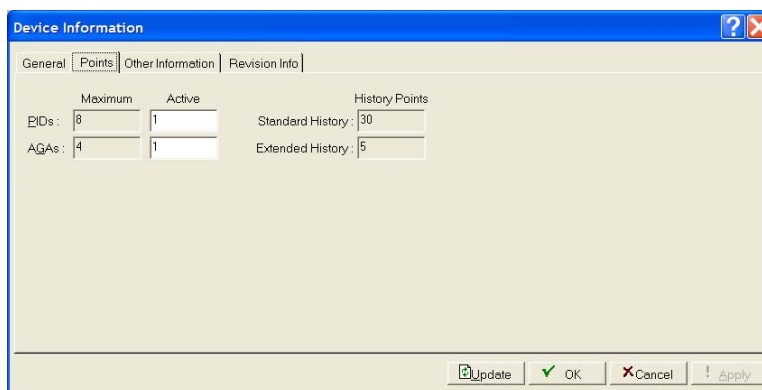 Device Information
General Points Other Information Revision Info
Maximum Active History Points
PIDs : 8 1 Standard History : 30
AGAs : 4 1 Extended History : 5
Update OK Cancel ! Apply